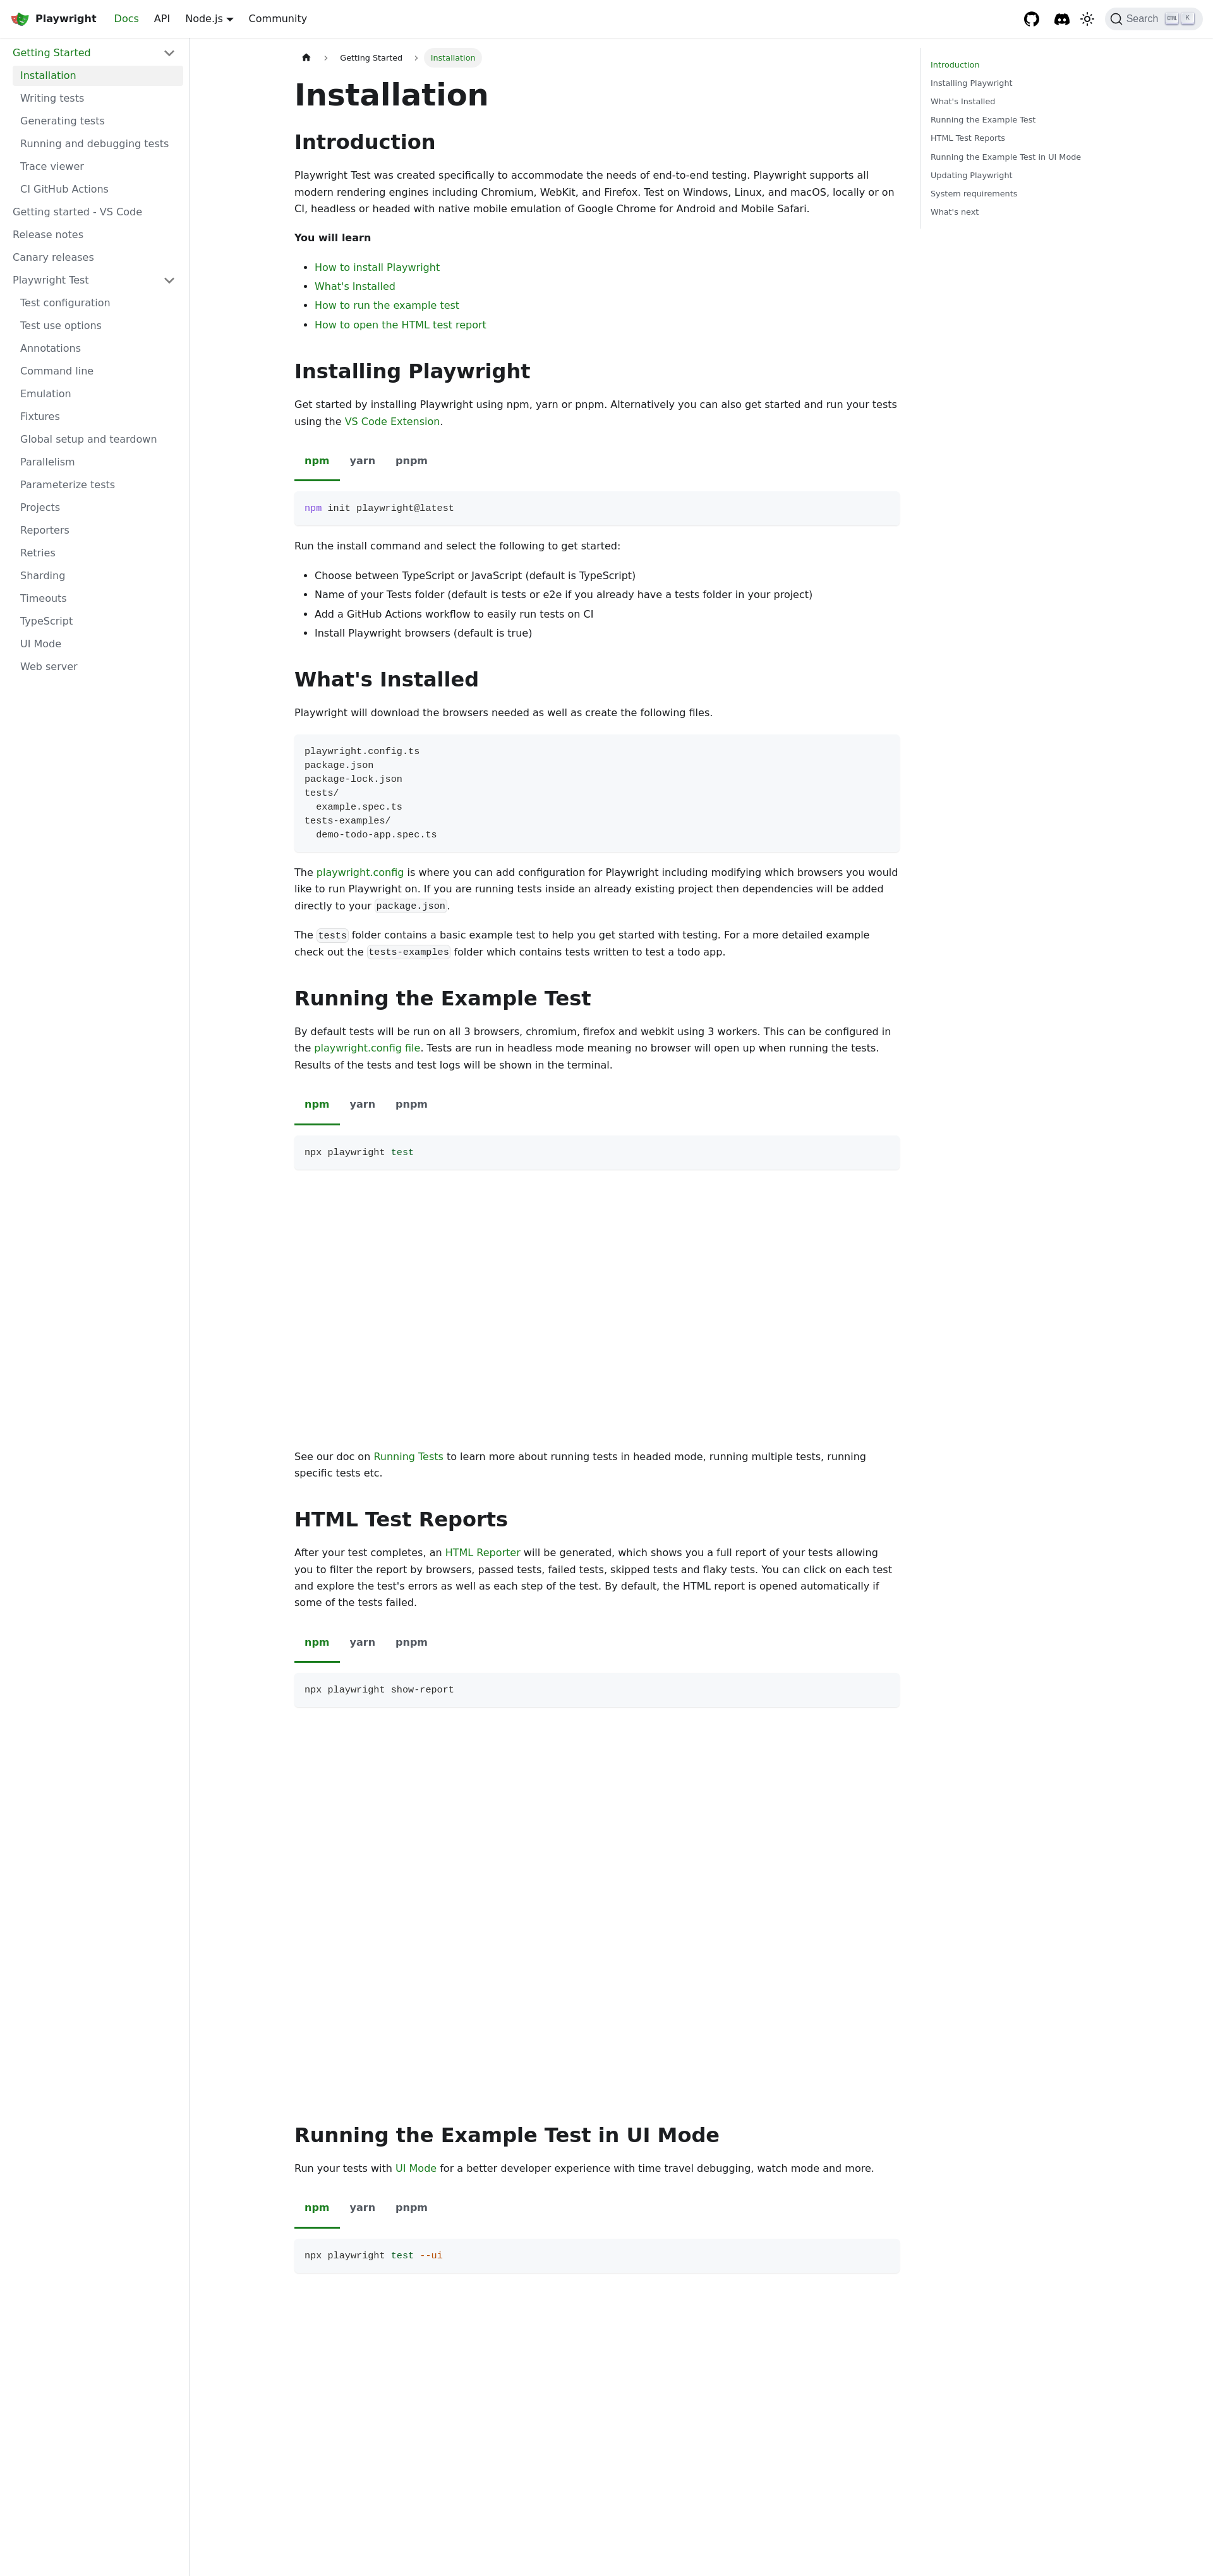 Playwright
Docs
API
Node.js
Community
Search
CTRL
K
Getting Started
Installation
Writing tests
Generating tests
Running and debugging tests
Trace viewer
CI GitHub Actions
Getting started - VS Code
Release notes
Canary releases
Playwright Test
Test configuration
Test use options
Annotations
Command line
Emulation
Fixtures
Global setup and teardown
Parallelism
Parameterize tests
Projects
Reporters
Retries
Sharding
Timeouts
TypeScript
UI Mode
Web server
Getting Started
Installation
Installation
Introduction
Playwright Test was created specifically to accommodate the needs of end-to-end testing. Playwright supports all
modern rendering engines including Chromium, WebKit, and Firefox. Test on Windows, Linux, and macOS, locally or on
CI, headless or headed with native mobile emulation of Google Chrome for Android and Mobile Safari.
You will learn
How to install Playwright
What's Installed
How to run the example test
How to open the HTML test report
Installing Playwright
Get started by installing Playwright using npm, yarn or pnpm. Alternatively you can also get started and run your tests
using the VS Code Extension.
npm
yarn
pnpm
npm init playwright@latest
Run the install command and select the following to get started:
Choose between TypeScript or JavaScript (default is TypeScript)
Name of your Tests folder (default is tests or e2e if you already have a tests folder in your project)
Add a GitHub Actions workflow to easily run tests on CI
Install Playwright browsers (default is true)
What's Installed
Playwright will download the browsers needed as well as create the following files.
playwright.config.ts
package.json
package-lock.json
tests/
example.spec.ts
tests-examples/
demo-todo-app.spec.ts
The playwright.config is where you can add configuration for Playwright including modifying which browsers you would
like to run Playwright on. If you are running tests inside an already existing project then dependencies will be added
directly to your package.json.
The tests folder contains a basic example test to help you get started with testing. For a more detailed example
check out the tests-examples folder which contains tests written to test a todo app.
Running the Example Test
By default tests will be run on all 3 browsers, chromium, firefox and webkit using 3 workers. This can be configured in
the playwright.config file. Tests are run in headless mode meaning no browser will open up when running the tests.
Results of the tests and test logs will be shown in the terminal.
npm
yarn
pnpm
npx playwright test
See our doc on Running Tests to learn more about running tests in headed mode, running multiple tests, running
specific tests etc.
HTML Test Reports
After your test completes, an HTML Reporter will be generated, which shows you a full report of your tests allowing
you to filter the report by browsers, passed tests, failed tests, skipped tests and flaky tests. You can click on each test
and explore the test's errors as well as each step of the test. By default, the HTML report is opened automatically if
some of the tests failed.
npm
yarn
pnpm
npx playwright show-report
Running the Example Test in UI Mode
Run your tests with UI Mode for a better developer experience with time travel debugging, watch mode and more.
npm
yarn
pnpm
npx playwright test --ui
Introduction
Installing Playwright
What's Installed
Running the Example Test
HTML Test Reports
Running the Example Test in UI Mode
Updating Playwright
System requirements
What's next